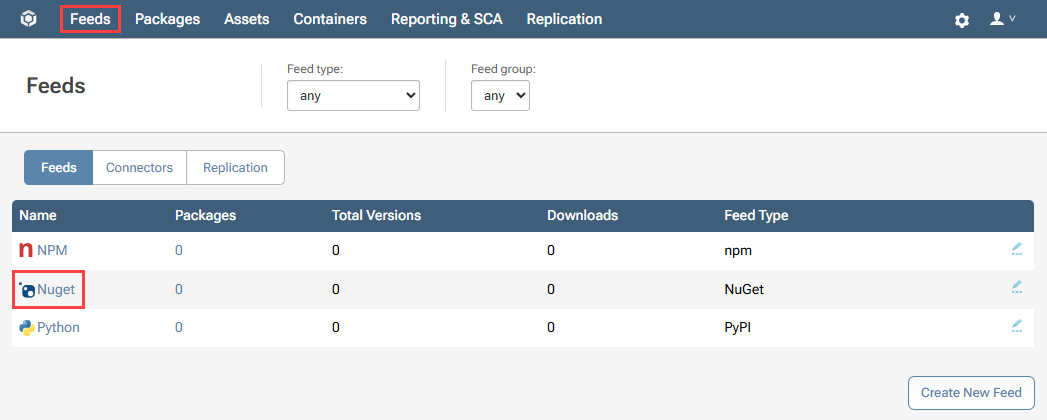 Feeds Packages Assets Containers Reporting & SCA Replication
Feeds
Feed type:
any
Feed group:
any
Feeds Connectors Replication
Name Packages Total Versions Downloads Feed Type
NPM 0 0 0 npm
Nuget 0 0 0 NuGet
Python 0 0 0 PyPI
Create New Feed